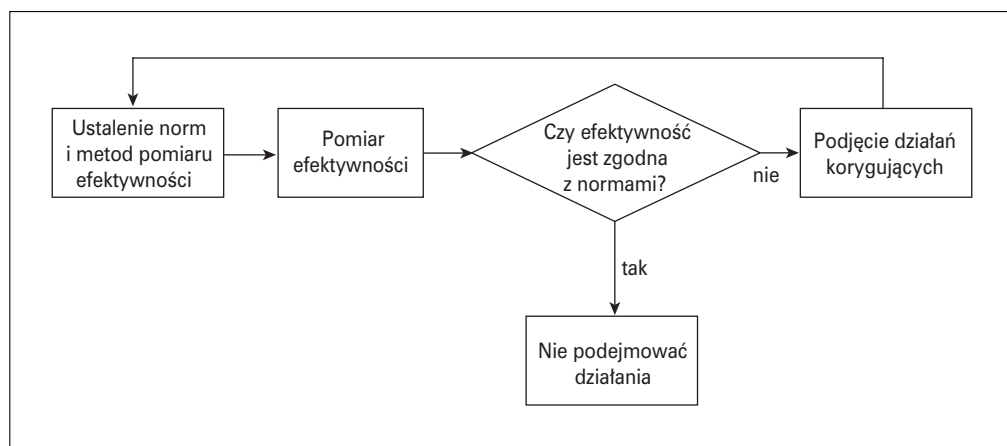 Ustalenie norm
i metod pomiaru
efektywności
Pomiar
efektywności
Czy efektywność
jest zgodna
z normami?
nie
Podjęcie działań
korygujących
tak
Nie podejmować
działania